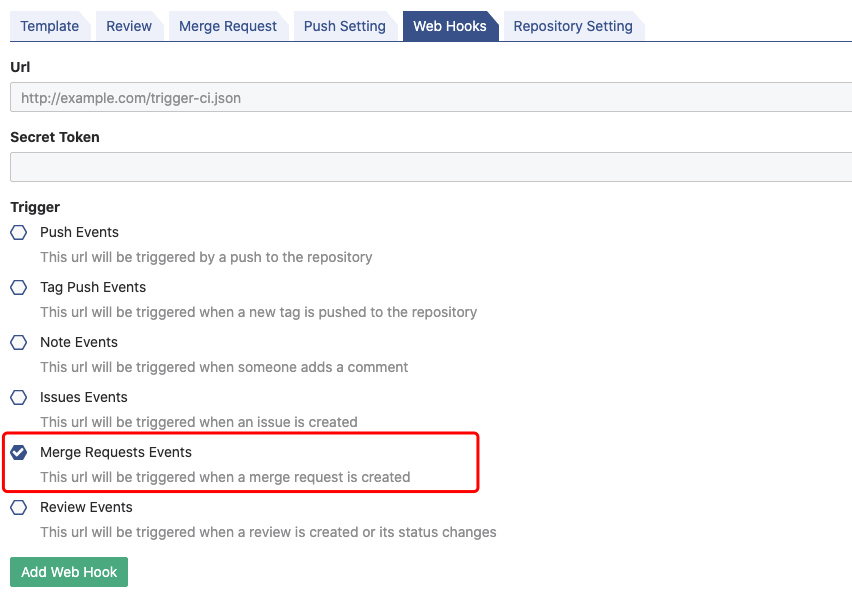 Template Review Merge Request Push Setting Web Hooks Repository Setting
Url
http://example.com/trigger-ci.json
Secret Token
Trigger
Push Events
This url will be triggered by a push to the repository
Tag Push Events
This url will be triggered when a new tag is pushed to the repository
Note Events
This url will be triggered when someone adds a comment
Issues Events
This url will be triggered when an issue is created
Merge Requests Events
This url will be triggered when a merge request is created
Review Events
This url will be triggered when a review is created or its status changes
Add Web Hook